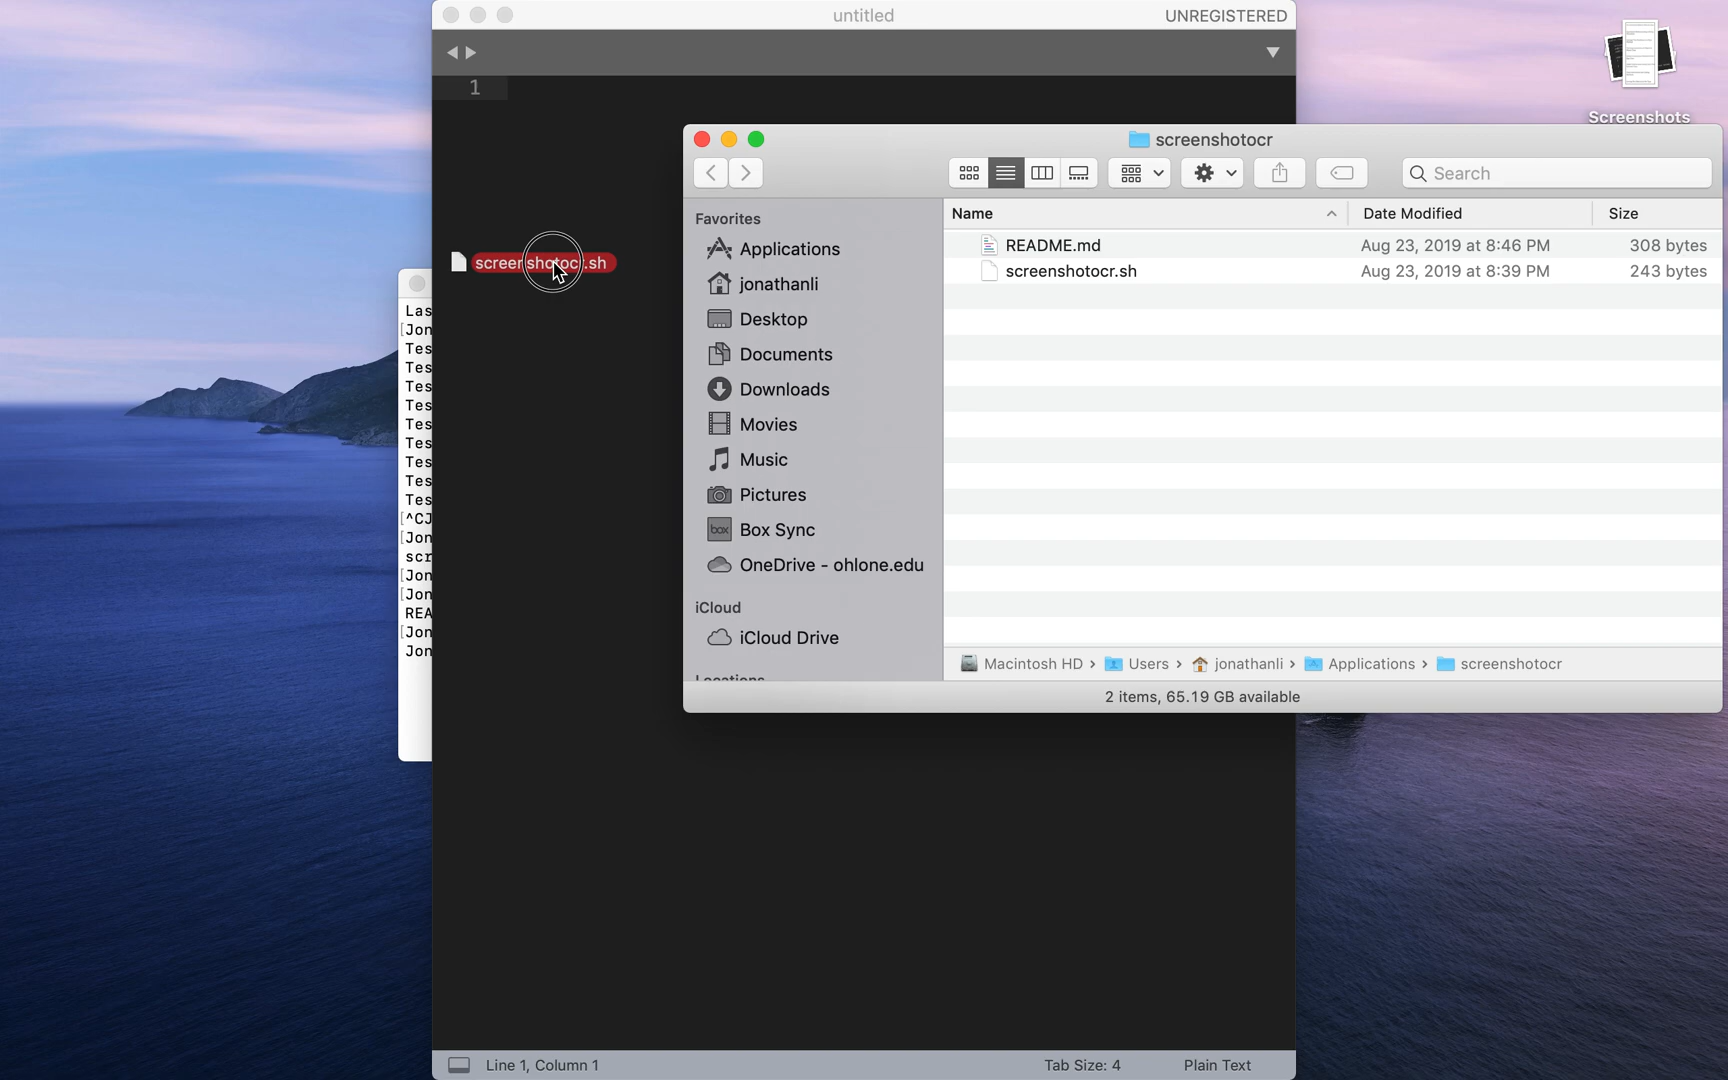 untitled
UNREGISTERED
1
Screenshots
screenshotocr
Search
Favorites
Applications
jonathanli
Desktop
Documents
Downloads
Movies
Music
Pictures
box
Box Sync
OneDrive - ohlone.edu
iCloud
iCloud Drive
Locations
Name
Date Modified
Size
README.md
Aug 23, 2019 at 8:46 PM
308 bytes
screenshotocr.sh
Aug 23, 2019 at 8:39 PM
243 bytes
Macintosh HD › Users › jonathanli › Applications › screenshotocr
2 items, 65.19 GB available
screenshotocr.sh
Las
[Jon
Tes
Tes
Tes
Tes
Tes
Tes
Tes
Tes
Tes
[^CJ
[Jon
scr
[Jon
[Jon
REA
[Jon
Jon
Line 1, Column 1
Tab Size: 4
Plain Text